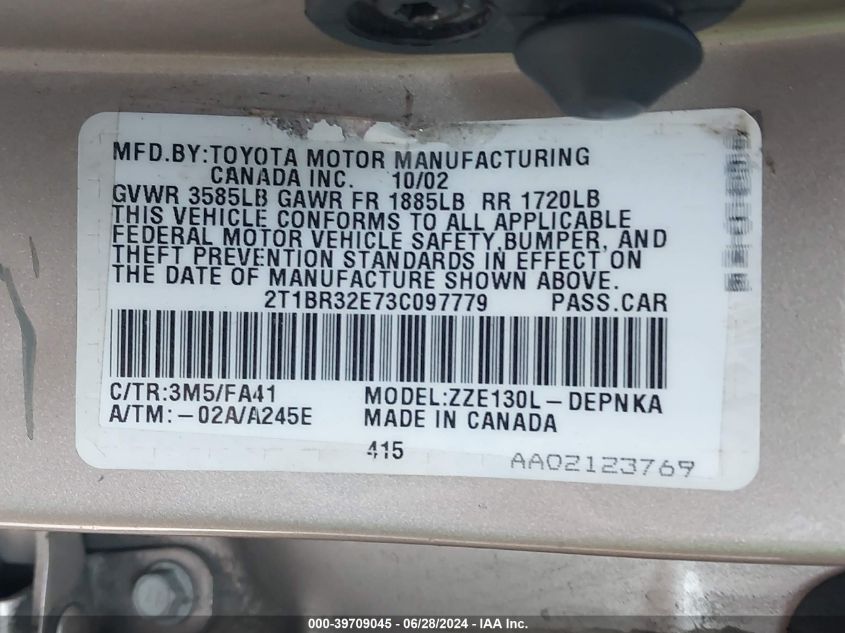 MFD.BY:TOYOTA MOTOR MANUFACTURING
CANADA INC. 10/02
GVWR 3585LB GAWR FR 1885LB RR 1720LB
THIS VEHICLE CONFORMS TO ALL APPLICABLE
FEDERAL MOTOR VEHICLE SAFETY,BUMPER, AND
THEFT PREVENTION STANDARDS IN EFFECT ON
THE DATE OF MANUFACTURE SHOWN ABOVE.
2T1BR32E73C097779 PASS.CAR
C/TR:3M5/FA41 MODEL:ZZE130L-DEPNKA
A/TM:-02A/A245E MADE IN CANADA
415
AA02123769
000-39709045 - 06/28/2024 - IAA Inc.